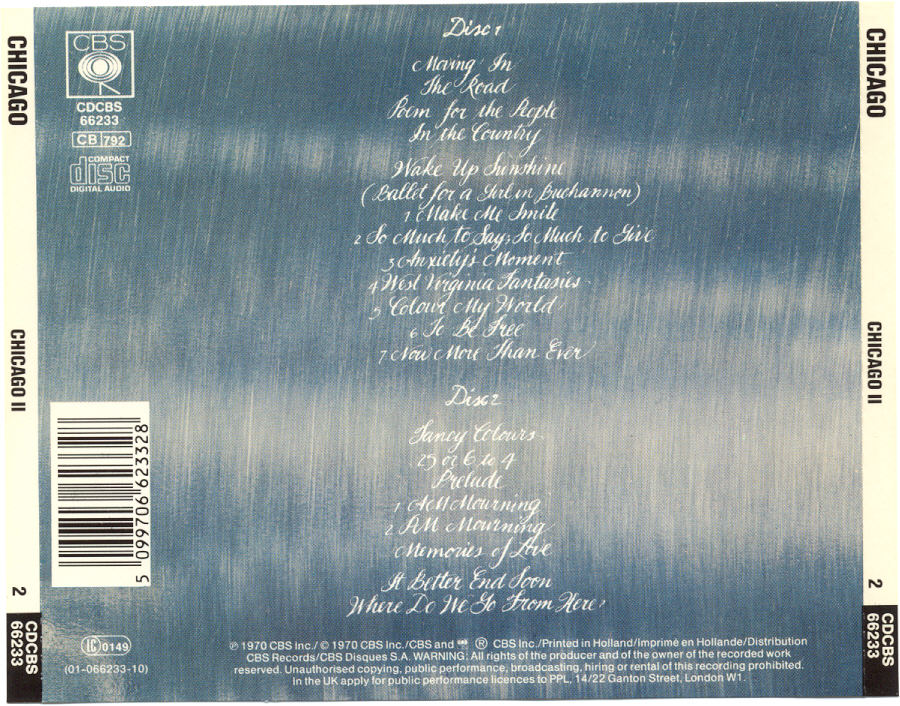 CHICAGO
CHICAGO II
2
CDCBS
66233
CBS
CDCBS
66233
CB 792
COMPACT
disc
DIGITAL AUDIO
Disc 1
Moving In
The Road
Poem for the People
In the Country
Wake Up Sunshine
(Ballet for a Girl in Buchannon)
1 Make Me Smile
2 So Much to Say, So Much to Give
3 Anxiety's Moment
4 West Virginia Fantasies
5 Colour My World
6 To Be Free
7 Now More Than Ever
Disc 2
Fancy Colours
25 or 6 to 4
Prelude
1 AM Mourning
2 PM Mourning
Memories of Love
It Better End Soon
Where Do We Go From Here?
5 099706 623328
LC 0149
(01-066233-10)
℗ 1970 CBS Inc./© 1970 CBS Inc./CBS and CBS ® CBS Inc./Printed in Holland/Imprimé en Hollande/Distribution
CBS Records/CBS Disques S.A. WARNING: All rights of the producer and of the owner of the recorded work
reserved. Unauthorised copying, public performance, broadcasting, hiring or rental of this recording prohibited.
In the UK apply for public performance licences to PPL, 14/22 Ganton Street, London W1.
CHICAGO
CHICAGO II
2
CDCBS
66233